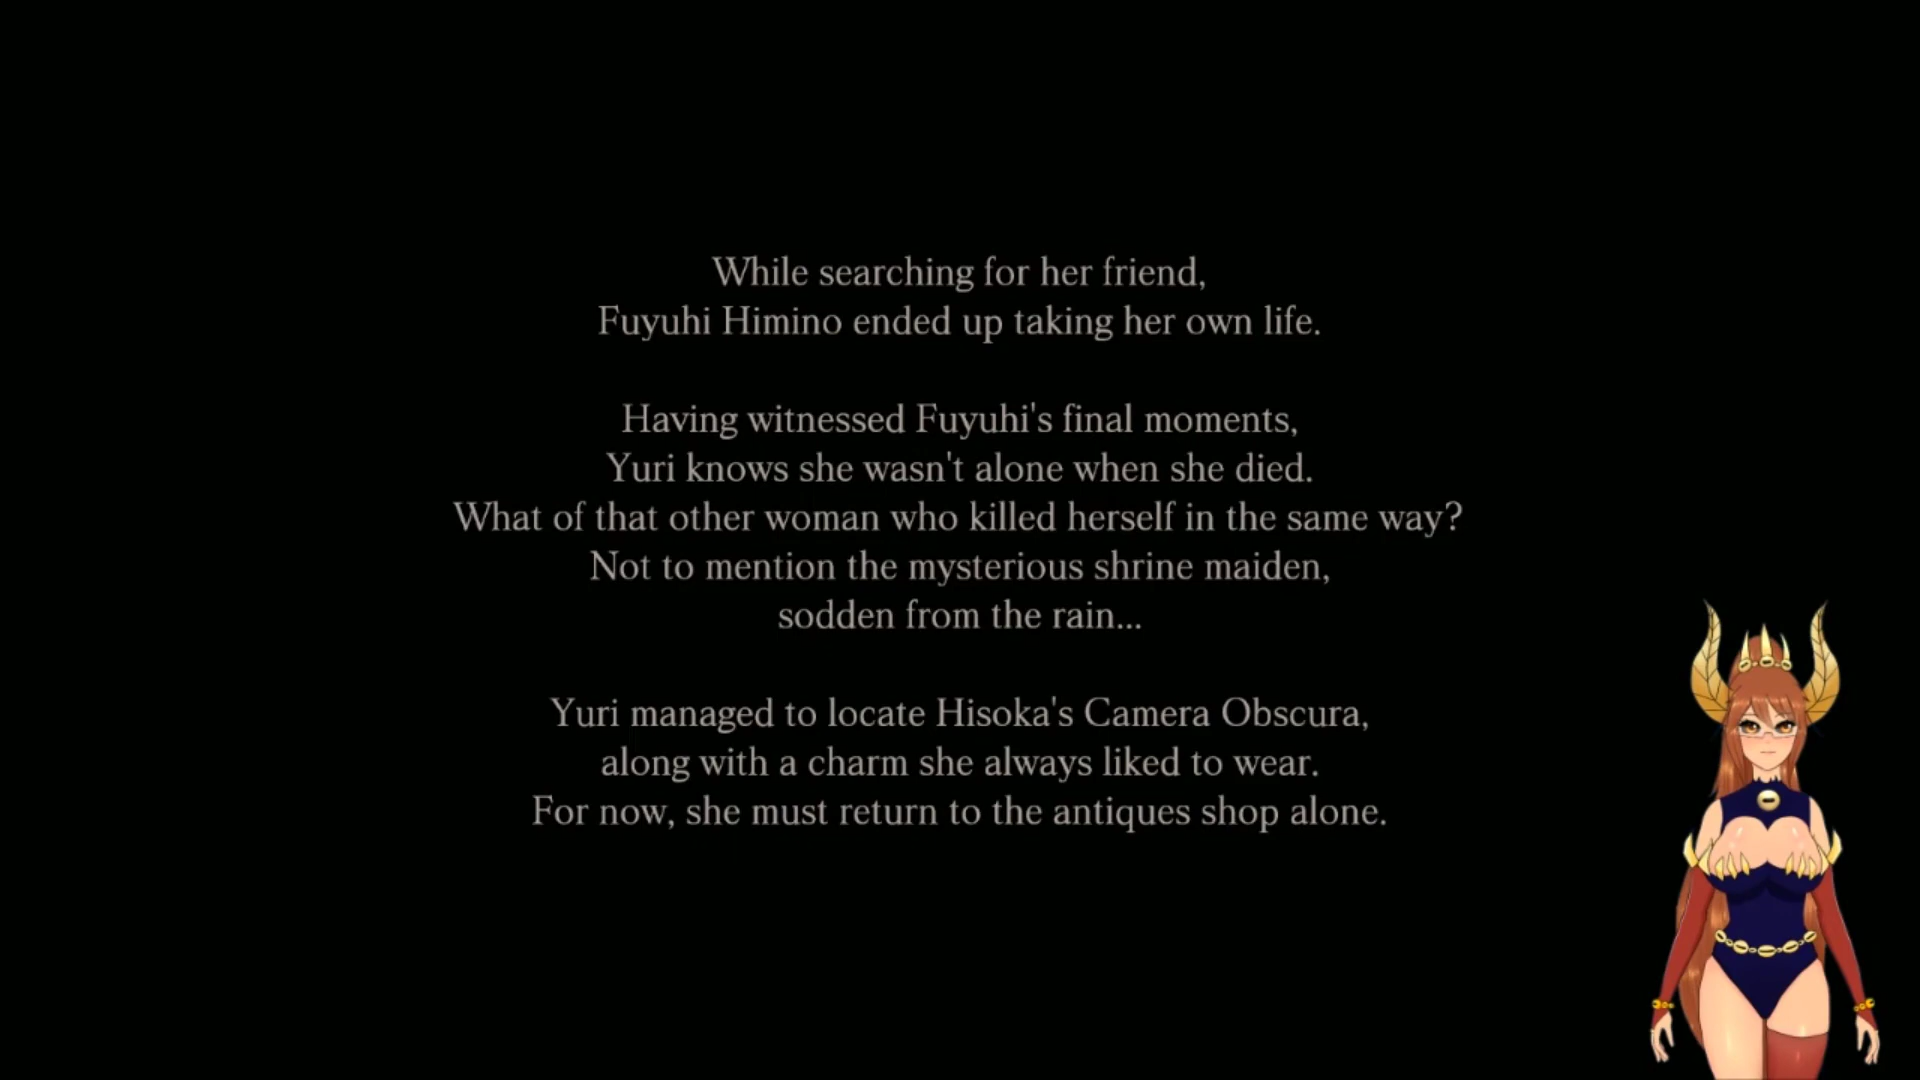 While searching for her friend,
Fuyuhi Himino ended up taking her own life.
Having witnessed Fuyuhi's final moments,
Yuri knows she wasn't alone when she died.
What of that other woman who killed herself in the same way?
Not to mention the mysterious shrine maiden,
sodden from the rain...
Yuri managed to locate Hisoka's Camera Obscura,
along with a charm she always liked to wear.
For now, she must return to the antiques shop alone.